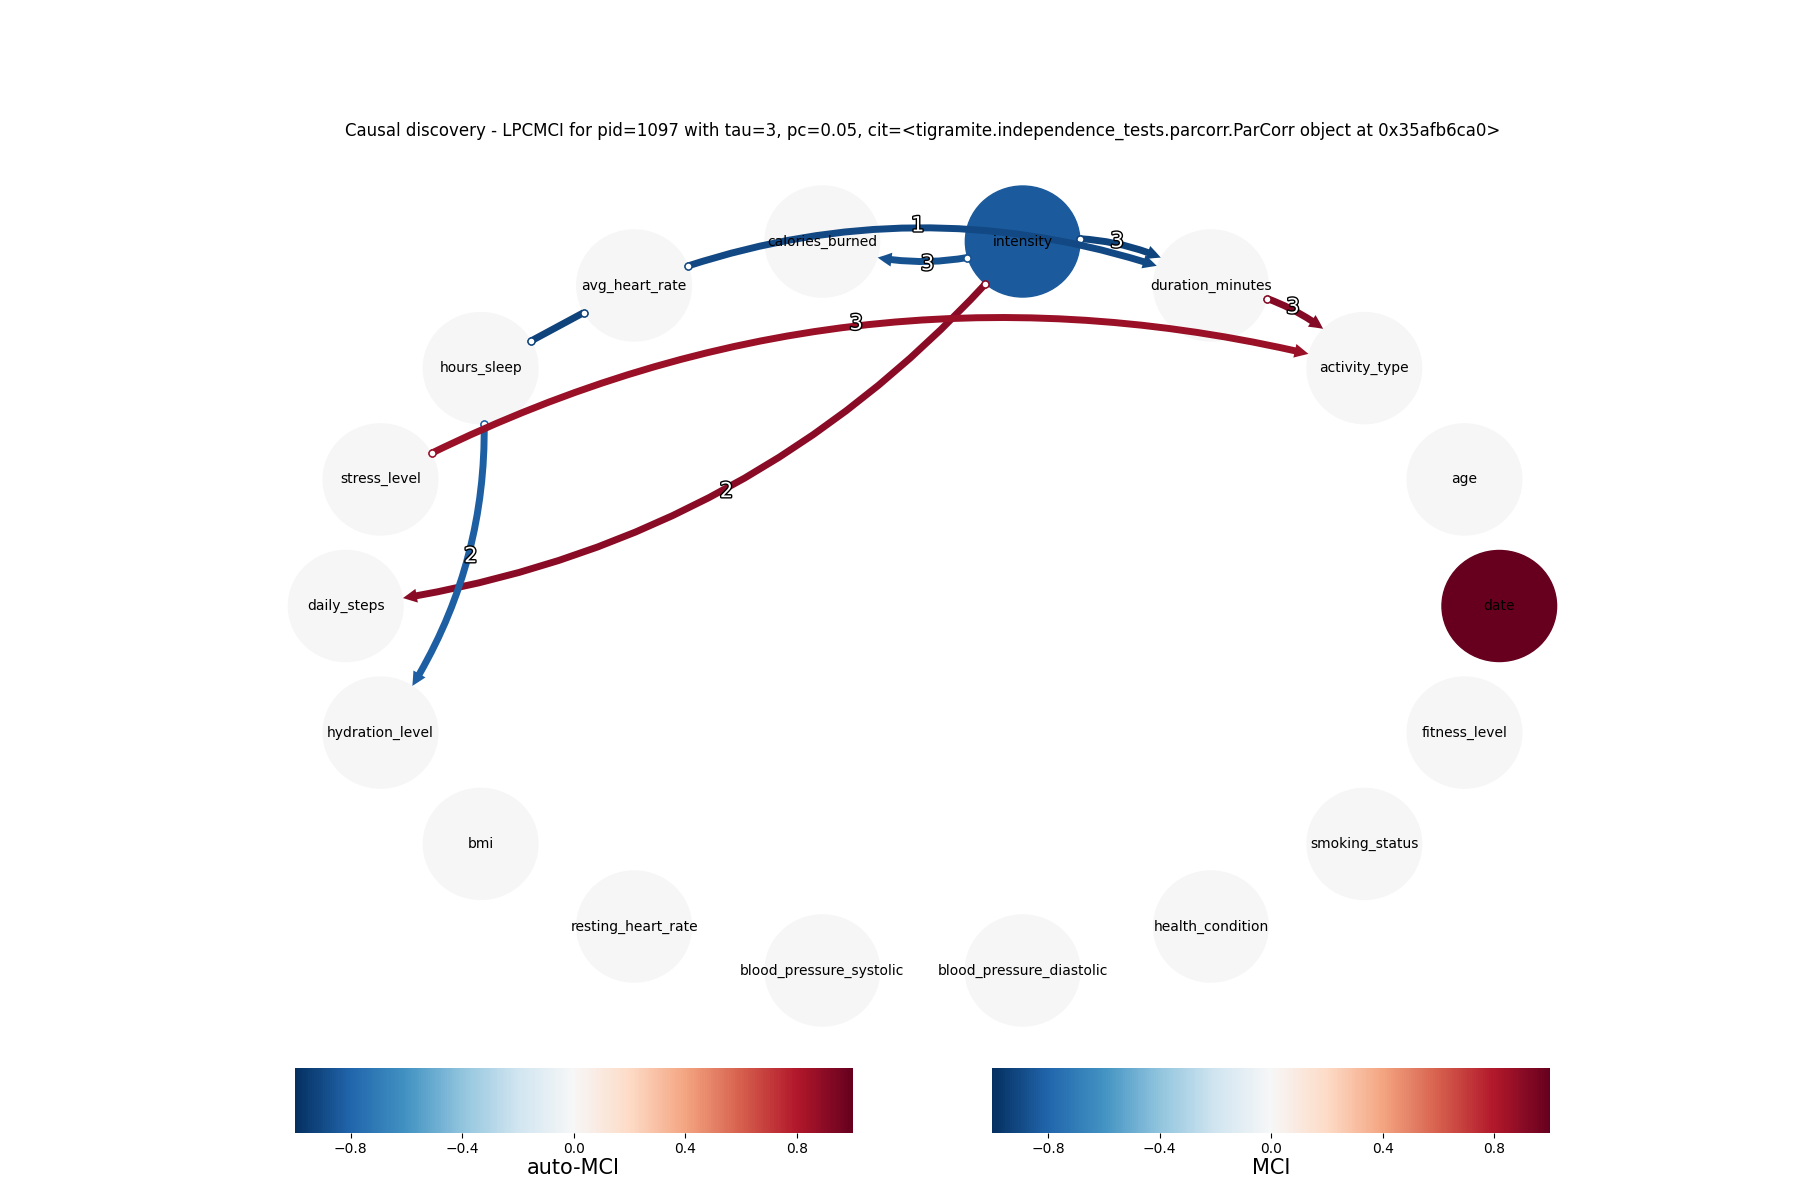 Causal discovery - LPCMCI for pid=1097 with tau=3, pc=0.05, cit=<tigramite.independence_tests.parcorr.ParCorr object at 0x35afb6ca0>
1
calories_burned
intensity
3
3
avg_heart_rate
duration_minutes
3
3
hours_sleep
activity_type
stress_level
age
2
2
daily_steps
date
hydration_level
fitness_level
bmi
smoking_status
resting_heart_rate
health_condition
blood_pressure_systolic
blood_pressure_diastolic
−0.8 −0.4 0.0 0.4 0.8
auto-MCI
−0.8 −0.4 0.0 0.4 0.8
MCI